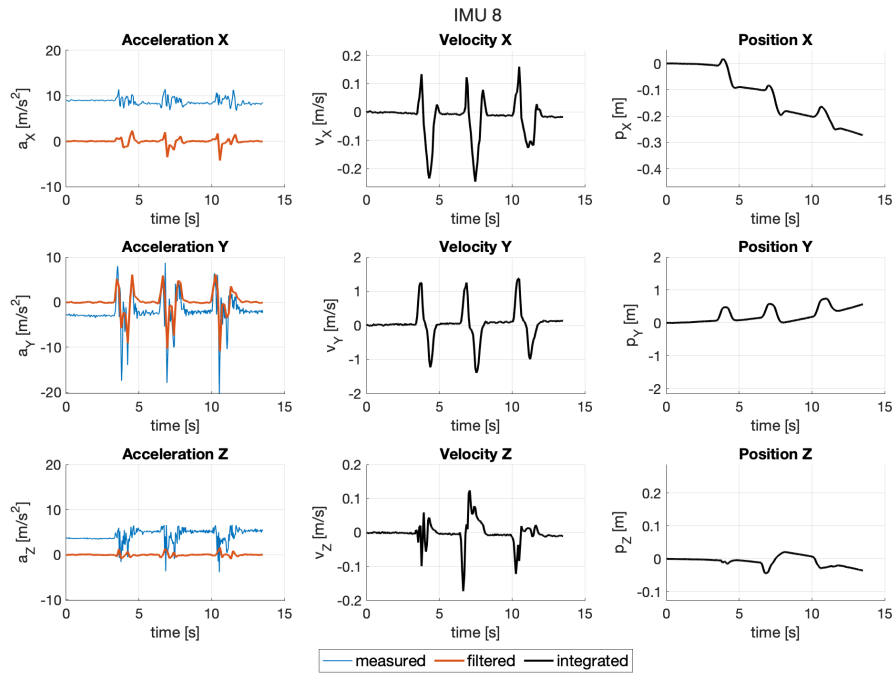 IMU 8
Acceleration X
Velocity X
Position X
a_X [m/s²]
20
10
0
-10
0 5 10 15
time [s]
v_X [m/s]
0.2
0.1
0
-0.1
-0.2
0 5 10 15
time [s]
p_X [m]
0
-0.1
-0.2
-0.3
-0.4
0 5 10 15
time [s]
Acceleration Y
Velocity Y
Position Y
a_Y [m/s²]
10
0
-10
-20
0 5 10 15
time [s]
v_Y [m/s]
2
1
0
-1
-2
0 5 10 15
time [s]
p_Y [m]
2
1
0
-1
-2
0 5 10 15
time [s]
Acceleration Z
Velocity Z
Position Z
a_Z [m/s²]
20
10
0
-10
0 5 10 15
time [s]
v_Z [m/s]
0.2
0.1
0
-0.1
-0.2
0 5 10 15
time [s]
p_Z [m]
0.2
0.1
0
-0.1
0 5 10 15
time [s]
measured filtered integrated